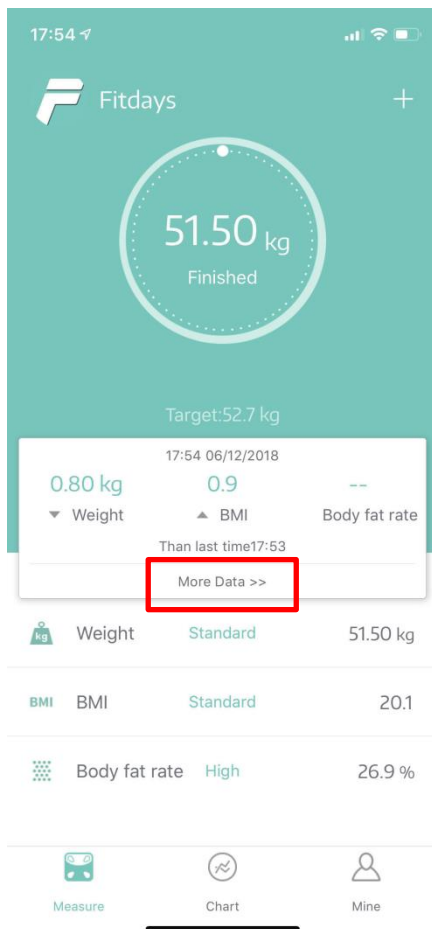 17:54
Fitdays
+
51.50 kg
Finished
Target:52.7 kg
17:54 06/12/2018
0.80 kg 0.9 --
▼ Weight ▲ BMI Body fat rate
Than last time17:53
More Data >>
kg Weight Standard 51.50 kg
BMI BMI Standard 20.1
Body fat rate High 26.9 %
Measure Chart Mine